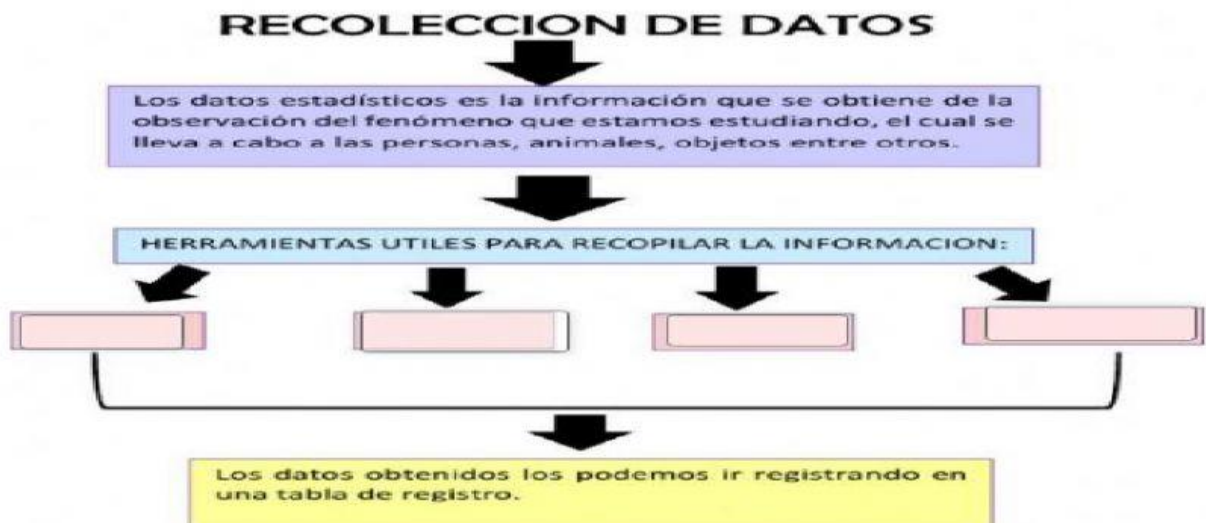 RECOLECCION DE DATOS
Los datos estadísticos es la información que se obtiene de la
observación del fenómeno que estamos estudiando, el cual se
lleva a cabo a las personas, animales, objetos entre otros.
HERRAMIENTAS UTILES PARA RECOPILAR LA INFORMACION:
Los datos obtenidos los podemos ir registrando en
una tabla de registro.